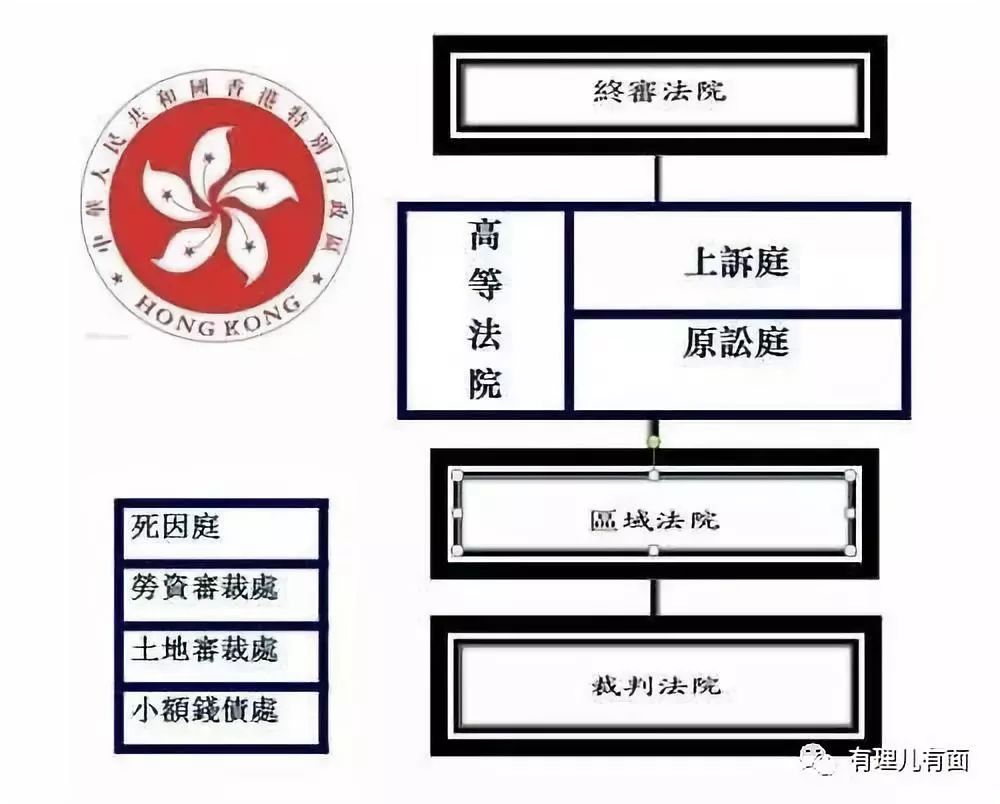 中華人民共和國香港特別行政區
HONG KONG
終審法院
高等法院
上訴庭
原訟庭
區域法院
裁判法院
死因庭
勞資審裁處
土地審裁處
小額錢債處
有理儿有面